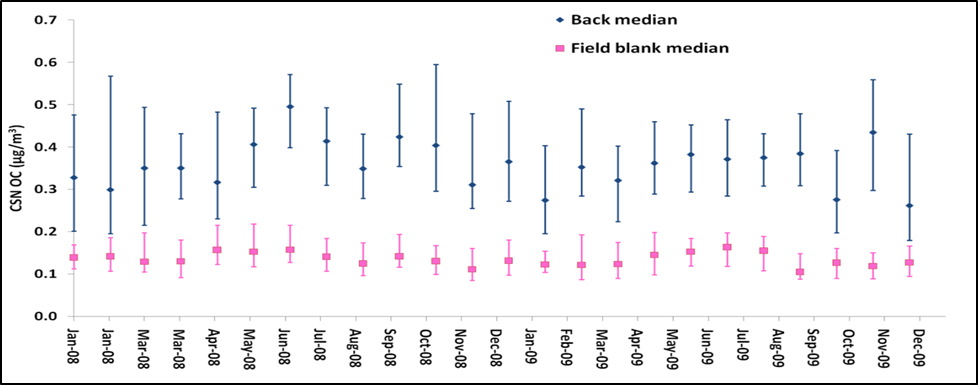 0.7
0.6
0.5
0.4
0.3
0.2
0.1
0.0
CSN OC (µg/m³)
Back median
Field blank median
Jan-08
Jan-08
Mar-08
Mar-08
Apr-08
May-08
Jun-08
Jul-08
Aug-08
Sep-08
Oct-08
Nov-08
Dec-08
Jan-09
Feb-09
Mar-09
Apr-09
May-09
Jun-09
Jul-09
Aug-09
Sep-09
Oct-09
Nov-09
Dec-09